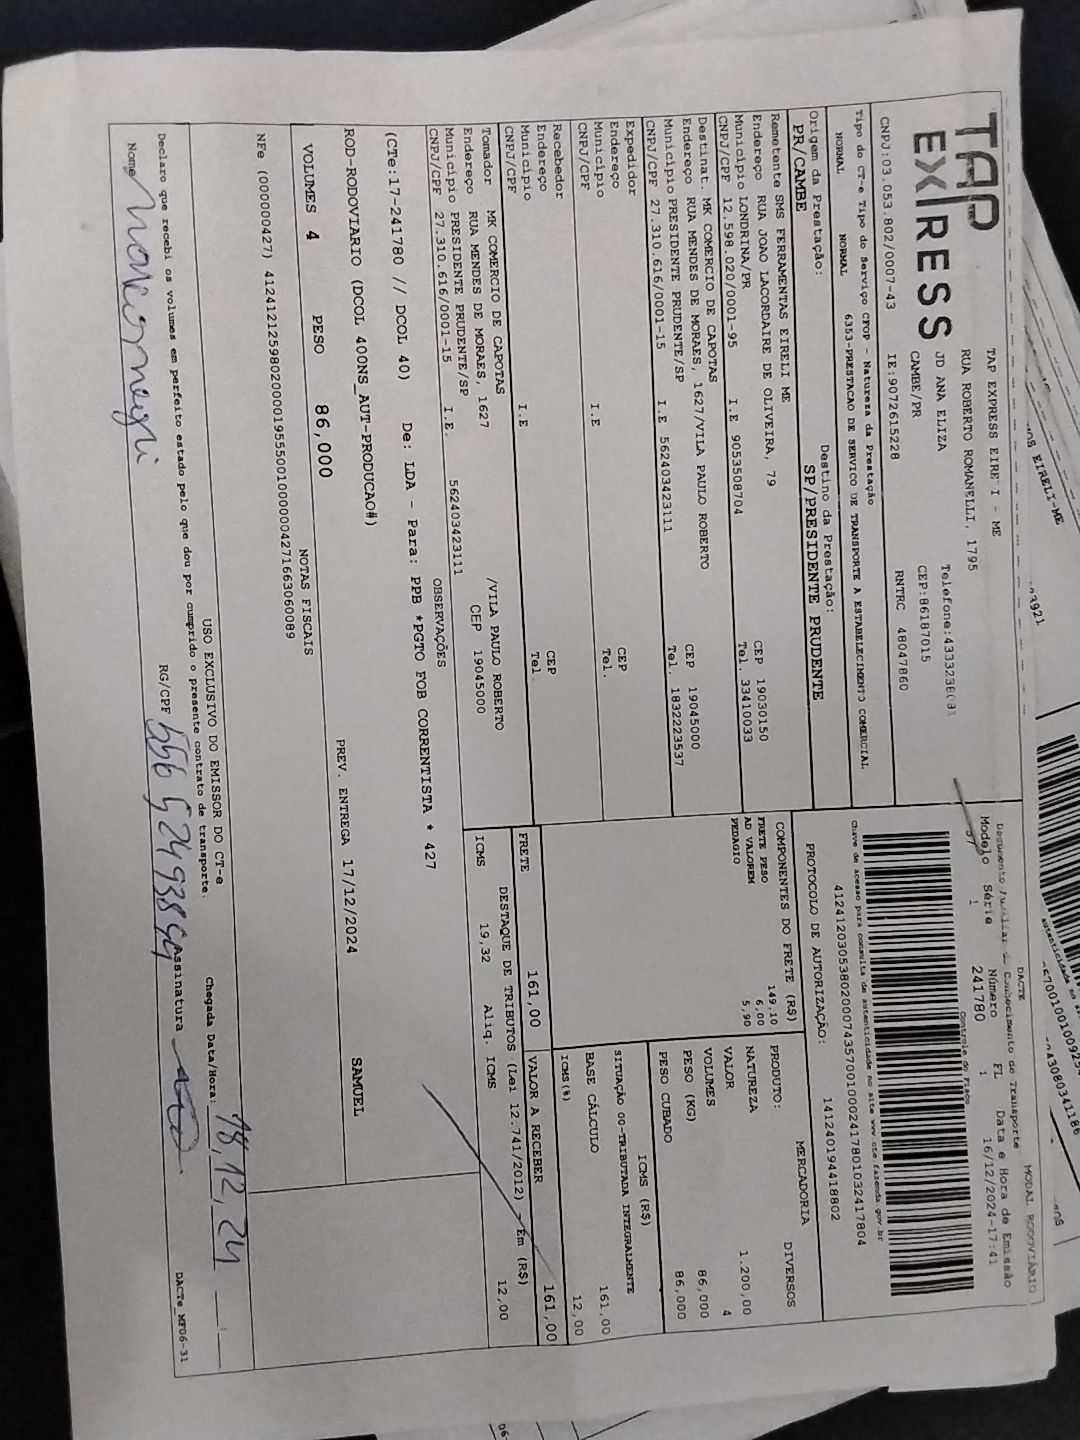 TAP
EXPRESS
TAP EXPRESS EIRE I - ME
RUA ROBERTO ROMANELLI, 1795
JD ANA ELIZA
CAMBE/PR
CEP:86187015
CNPJ:03.053.802/0007-43
IE:9072615228
RNTRC 48047860
DACTE
MODAL RODOVIÁRIO
Documento Auxiliar do Conhecimento de Transporte
Modelo Série Número FL Data e Hora de Emissão
57 1 241780 1 16/12/2024-17:41
Controle do Fisco
Tipo do CT-e Tipo do Serviço CFOP - Natureza da Prestação
NORMAL NORMAL 6353-PRESTACAO DE SERVICO DE TRANSPORTE A ESTABELECIMENTO COMERCIAL
Chave de acesso para consulta de autenticidade no site www.cte.fazenda.gov.br
41241203053802000743570010002417801032417804
Origem da Prestação:
PR/CAMBE
Destino da Prestação:
SP/PRESIDENTE PRUDENTE
PROTOCOLO DE AUTORIZAÇÃO: 141240194418802
Remetente SMS FERRAMENTAS EIRELI ME
Endereço RUA JOAO LACORDAIRE DE OLIVEIRA, 79
CEP 19030150
Município LONDRINA/PR
Tel. 33410033
CNPJ/CPF 12.598.020/0001-95 I.E 9053508704
Destinat. MK COMERCIO DE CAPOTAS
Endereço RUA MENDES DE MORAES, 1627/VILA PAULO ROBERTO
CEP 19045000
Município PRESIDENTE PRUDENTE/SP
Tel. 1832223537
CNPJ/CPF 27.310.616/0001-15 I.E 562403423111
Expedidor
Endereço
CEP
Município
Tel.
CNPJ/CPF I.E
Recebedor
Endereço
CEP
Município
Tel.
CNPJ/CPF I.E
Tomador MK COMERCIO DE CAPOTAS
Endereço RUA MENDES DE MORAES, 1627 /VILA PAULO ROBERTO
Município PRESIDENTE PRUDENTE/SP CEP 19045000
CNPJ/CPF 27.310.616/0001-15 I.E. 562403423111
COMPONENTES DO FRETE (R$)
FRETE PESO 149,10
AD VALOREM 6,00
PEDAGIO 5,90
MERCADORIA
PRODUTO: DIVERSOS
NATUREZA
VALOR 1.200,00
VOLUMES 4
PESO (KG) 86,000
PESO CUBADO 86,000
ICMS (R$)
SITUAÇÃO 00-TRIBUTADA INTEGRALMENTE
BASE CÁLCULO 161,00
ICMS(%) 12,00
FRETE 161,00
VALOR A RECEBER 161,00
DESTAQUE DE TRIBUTOS (Lei 12.741/2012) - Em (R$)
ICMS 19,32 Aliq. ICMS 12,00
OBSERVAÇÕES
(CTe:17-241780 /// DCOL 40) De: LDA - Para: PPB *PGTO FOB CORRENTISTA * 427
ROD-RODOVIARIO (DCOL 400NS_AUT-PRODUCAO#)
PREV. ENTREGA 17/12/2024 SAMUEL
VOLUMES 4 PESO 86,000
NOTAS FISCAIS
NFe (00000427) 41241212598020000195550010000004271663060089
USO EXCLUSIVO DO EMISSOR DO CT-e
Declaro que recebi os volumes em perfeito estado pelo que dou por cumprido o presente contrato de transporte.
Chegada Data/Hora: 18,12,24
Nome
RG/CPF
Assinatura
DACTe_MF06-31